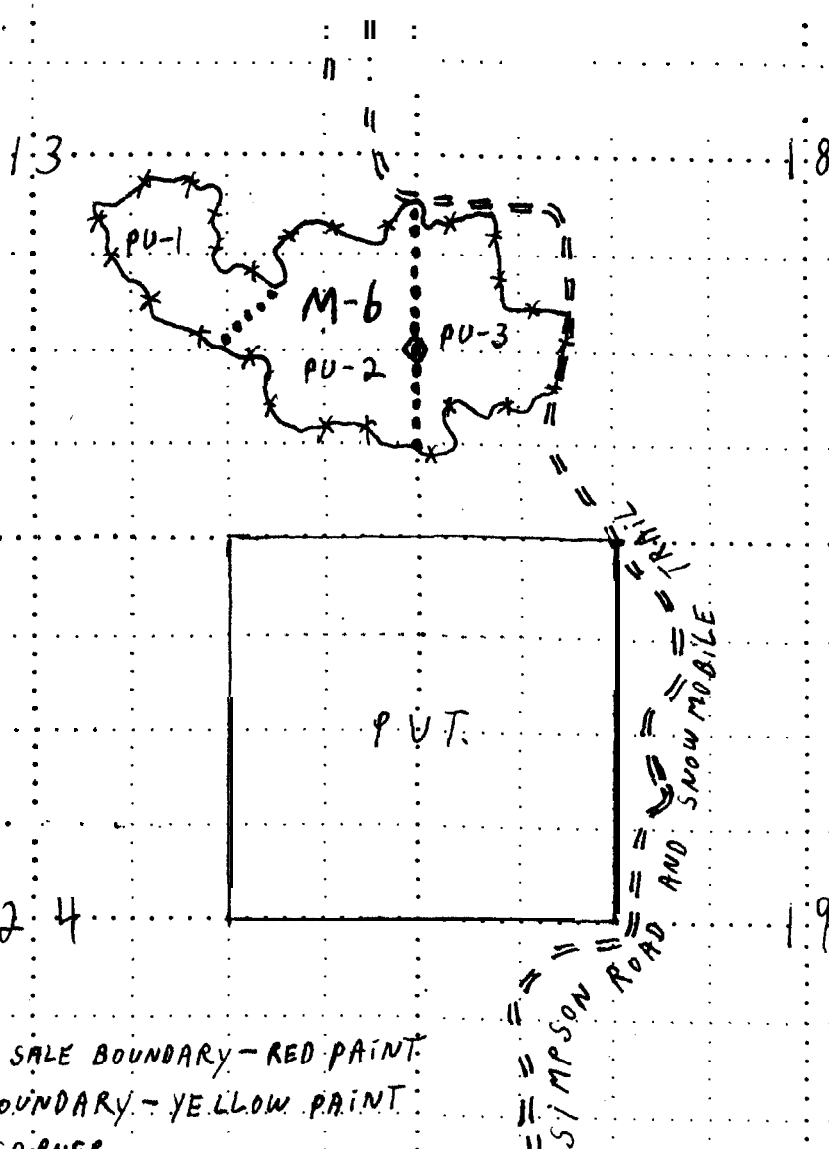 13
18
PU-1
M-6
PU-3
PU-2
TRAIL
PVT.
SNOWMOBILE
AND
24
19
ROAD
SIMPSON
SALE BOUNDARY - RED PAINT
OUNDARY - YELLOW PAINT